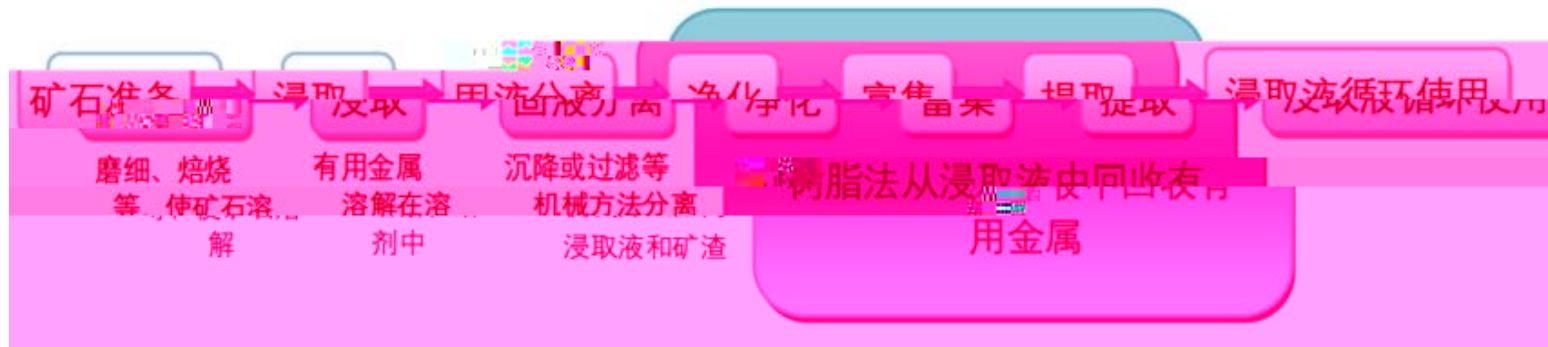 矿石准备 浸取 固液分离 净化 富集 提取 浸取液循环使用
磨细、焙烧
等，使矿石溶
解
有用金属
溶解在溶
剂中
沉降或过滤等
机械方法分离
浸取液和矿渣
树脂法从浸取液中回收有
用金属